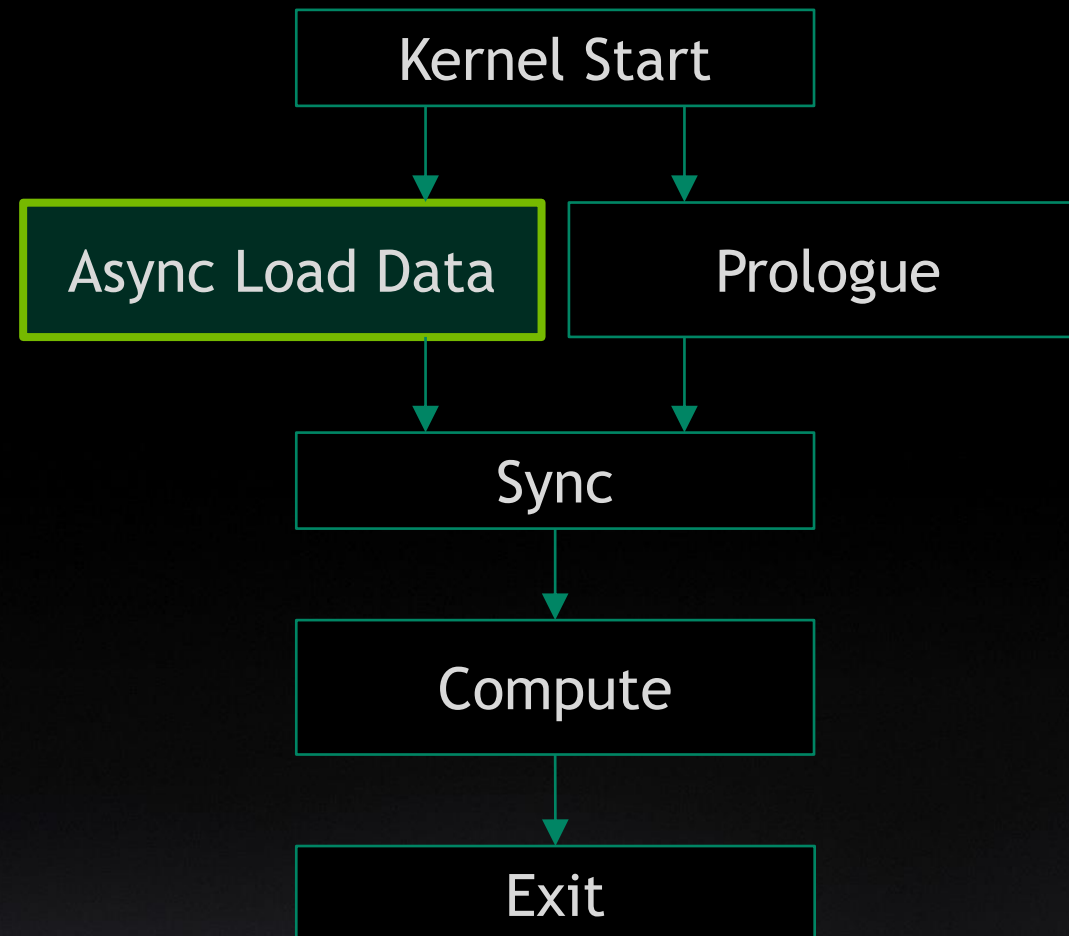 Kernel Start
Async Load Data
Prologue
Sync
Compute
Exit